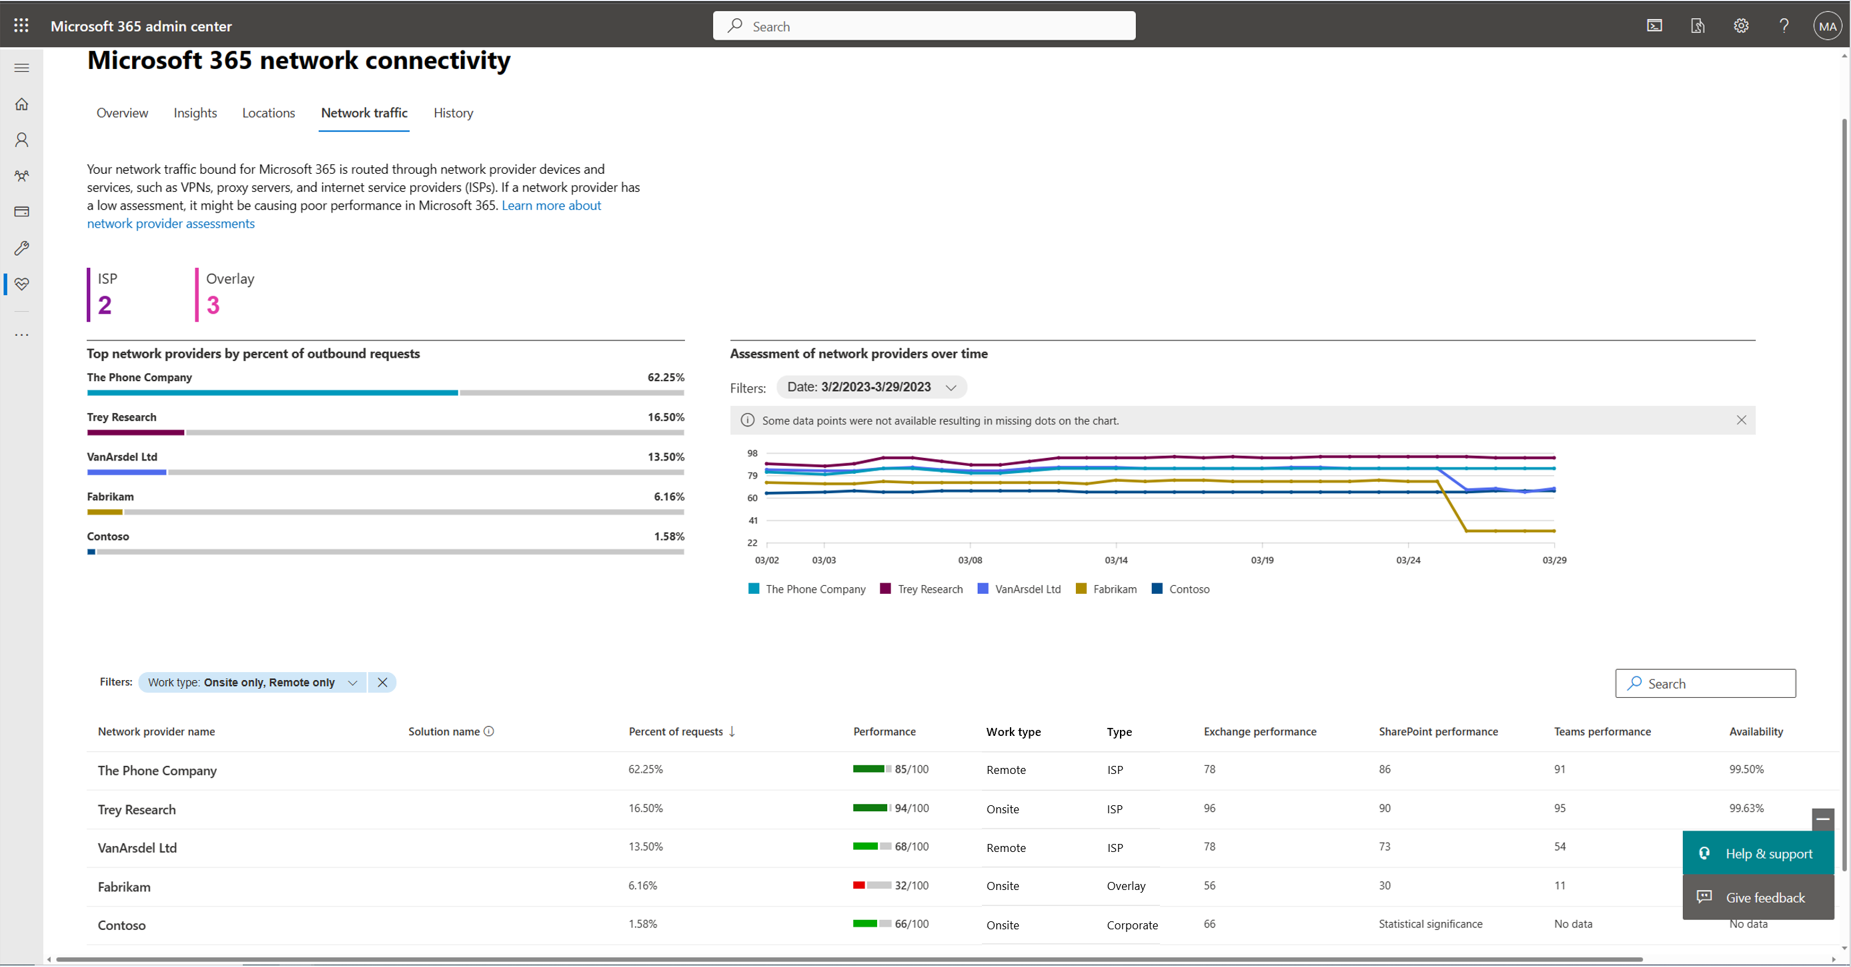 Microsoft 365 admin center
Search
MA
Microsoft 365 network connectivity
Overview Insights Locations Network traffic History
Your network traffic bound for Microsoft 365 is routed through network provider devices and
services, such as VPNs, proxy servers, and internet service providers (ISPs). If a network provider has
a low assessment, it might be causing poor performance in Microsoft 365. Learn more about
network provider assessments
ISP
2
Overlay
3
Top network providers by percent of outbound requests
The Phone Company 62.25%
Trey Research 16.50%
VanArsdel Ltd 13.50%
Fabrikam 6.16%
Contoso 1.58%
Assessment of network providers over time
Filters: Date: 3/2/2023-3/29/2023
Some data points were not available resulting in missing dots on the chart.
98
79
60
41
22
03/02 03/03 03/08 03/14 03/19 03/24 03/29
The Phone Company Trey Research VanArsdel Ltd Fabrikam Contoso
Filters: Work type: Onsite only, Remote only
Search
Network provider name Solution name Percent of requests Performance Work type Type Exchange performance SharePoint performance Teams performance Availability
The Phone Company 62.25% 85/100 Remote ISP 78 86 91 99.50%
Trey Research 16.50% 94/100 Onsite ISP 96 90 95 99.63%
VanArsdel Ltd 13.50% 68/100 Remote ISP 78 73 54
Fabrikam 6.16% 32/100 Onsite Overlay 56 30 11
Contoso 1.58% 66/100 Onsite Corporate 66 Statistical significance No data No data
Help & support
Give feedback